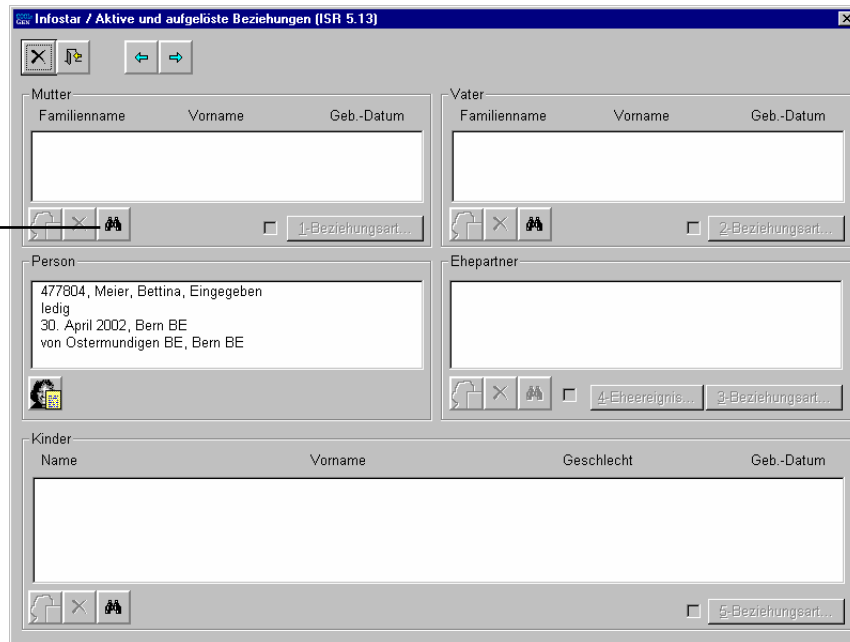 Infostar / Aktive und aufgelöste Beziehungen (ISR 5.13)
Mutter
Familienname Vorname Geb.-Datum
1-Beziehungsart...
Vater
Familienname Vorname Geb.-Datum
2-Beziehungsart...
Person
477804, Meier, Bettina, Eingegeben
ledig
30. April 2002, Bern BE
von Ostermundigen BE, Bern BE
Ehepartner
4-Eheereignis... 3-Beziehungsart...
Kinder
Name Vorname Geschlecht Geb.-Datum
5-Beziehungsart...